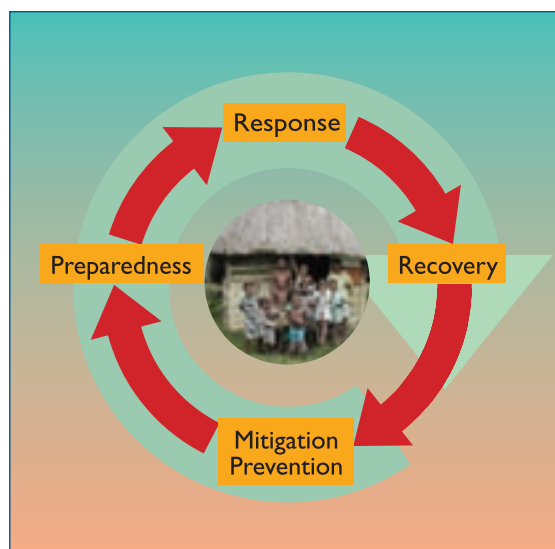 Response
Preparedness
Recovery
Mitigation
Prevention